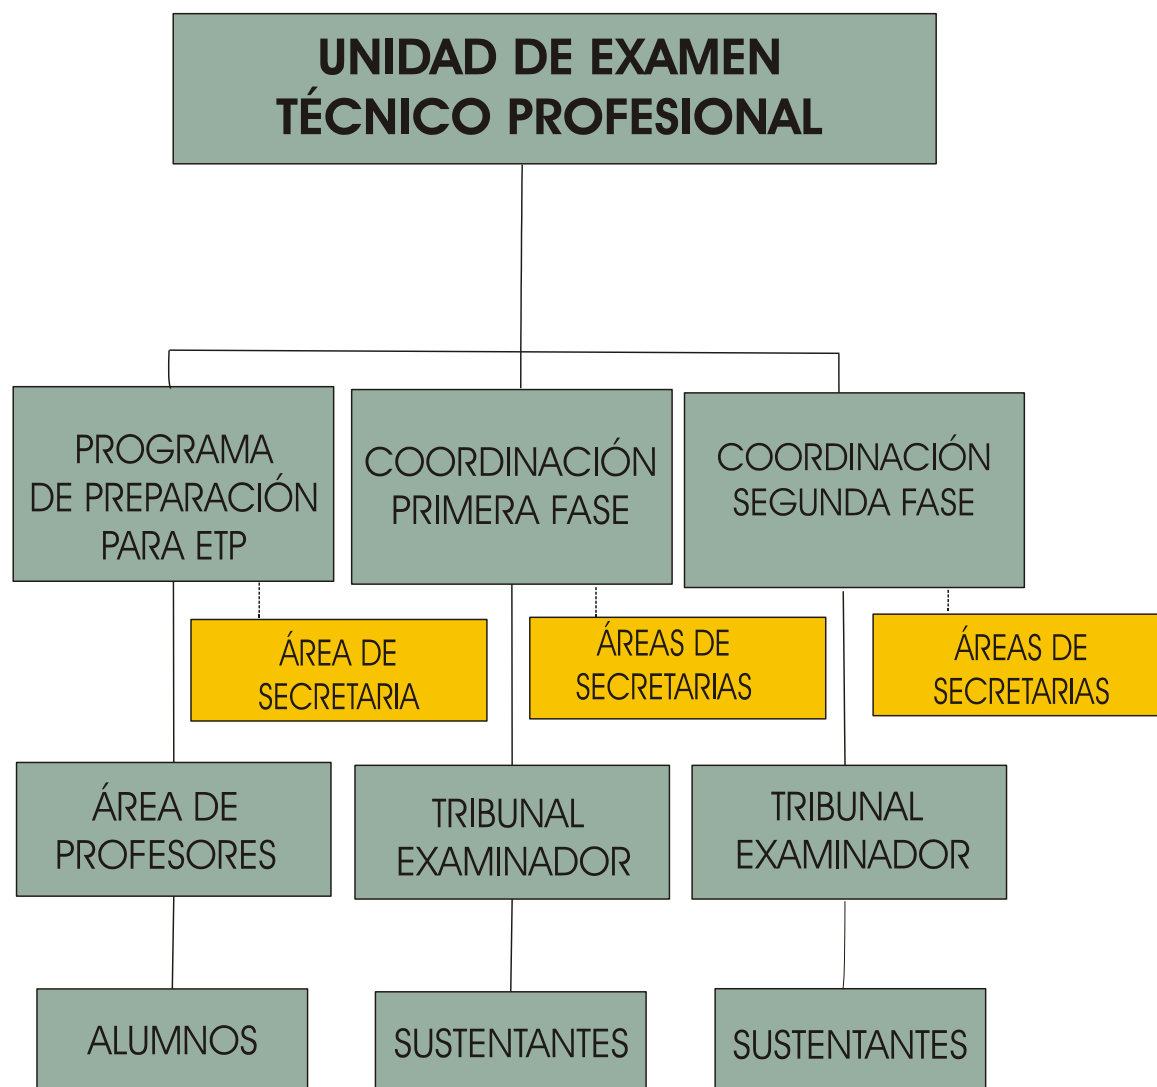 UNIDAD DE EXAMEN
TÉCNICO PROFESIONAL
PROGRAMA
DE PREPARACIÓN
PARA ETP
COORDINACIÓN
PRIMERA FASE
COORDINACIÓN
SEGUNDA FASE
ÁREA DE
SECRETARIA
ÁREAS DE
SECRETARIAS
ÁREAS DE
SECRETARIAS
ÁREA DE
PROFESORES
TRIBUNAL
EXAMINADOR
TRIBUNAL
EXAMINADOR
ALUMNOS
SUSTENTANTES
SUSTENTANTES